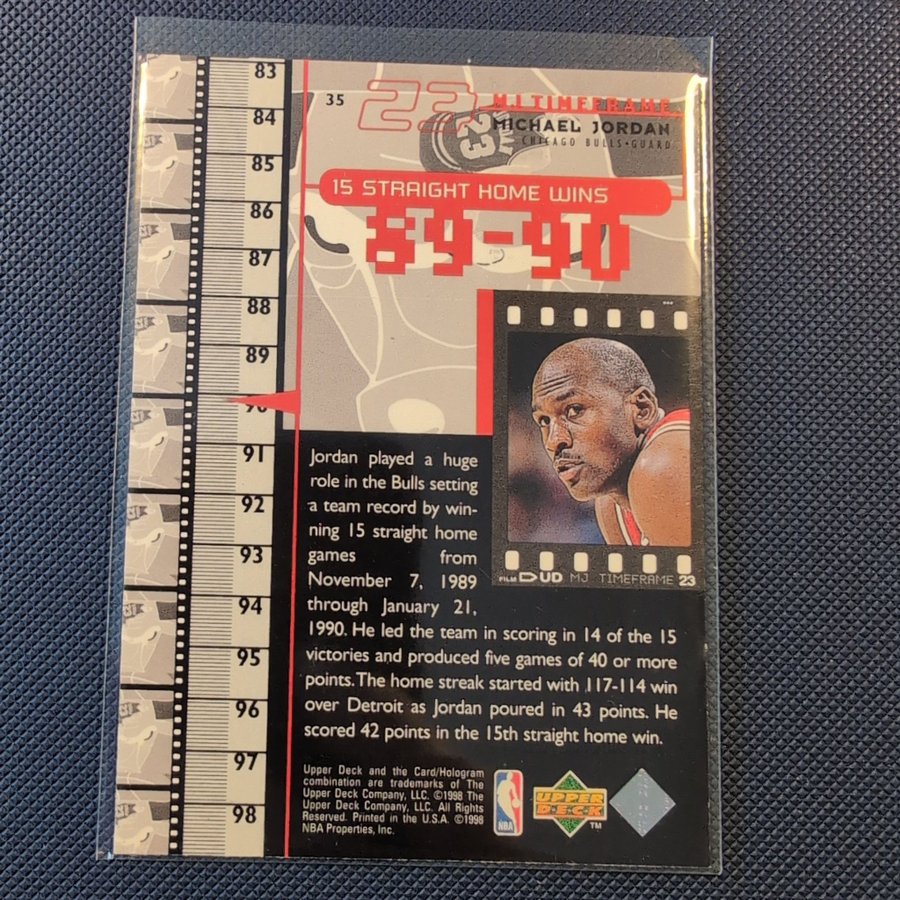 83
84
85
86
87
88
89
90
91
92
93
94
95
96
97
98
35
23
MJ TIMEFRAME
MICHAEL JORDAN
CHICAGO BULLS•GUARD
23
15 STRAIGHT HOME WINS
89-90
Jordan played a huge
role in the Bulls setting
a team record by win-
ning 15 straight home
games from
November 7, 1989
through January 21,
1990. He led the team in scoring in 14 of the 15
victories and produced five games of 40 or more
points. The home streak started with 117-114 win
over Detroit as Jordan poured in 43 points. He
scored 42 points in the 15th straight home win.
FILM UD MJ TIMEFRAME 23
Upper Deck and the Card/Hologram
combination are trademarks of The
Upper Deck Company, LLC. ©1998 The
Upper Deck Company, LLC. All Rights
Reserved. Printed in the U.S.A. ©1998
NBA Properties, Inc.
NBA
UPPER
DECK
TM